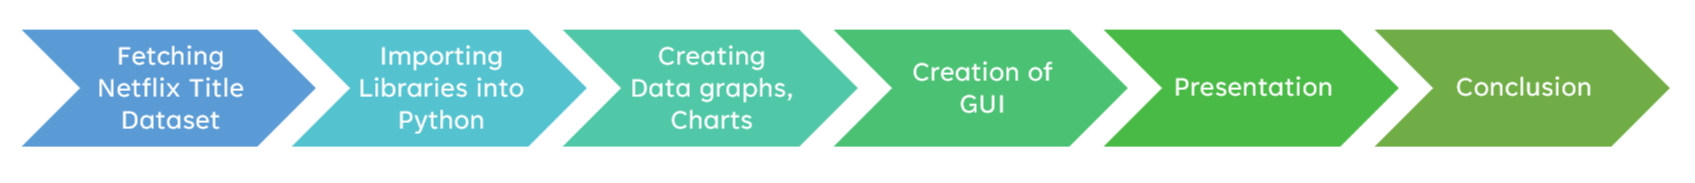 Fetching
Netflix Title
Dataset
Importing
Libraries into
Python
Creating
Data graphs,
Charts
Creation of
GUI
Presentation
Conclusion